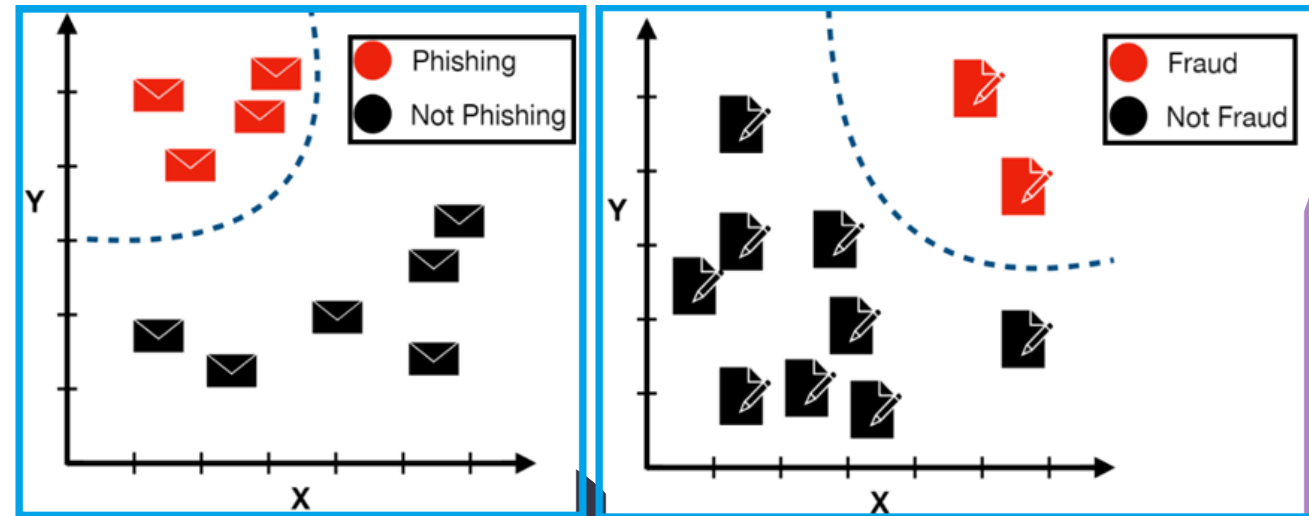 Phishing
Not Phishing
Y
X
Fraud
Not Fraud
Y
X